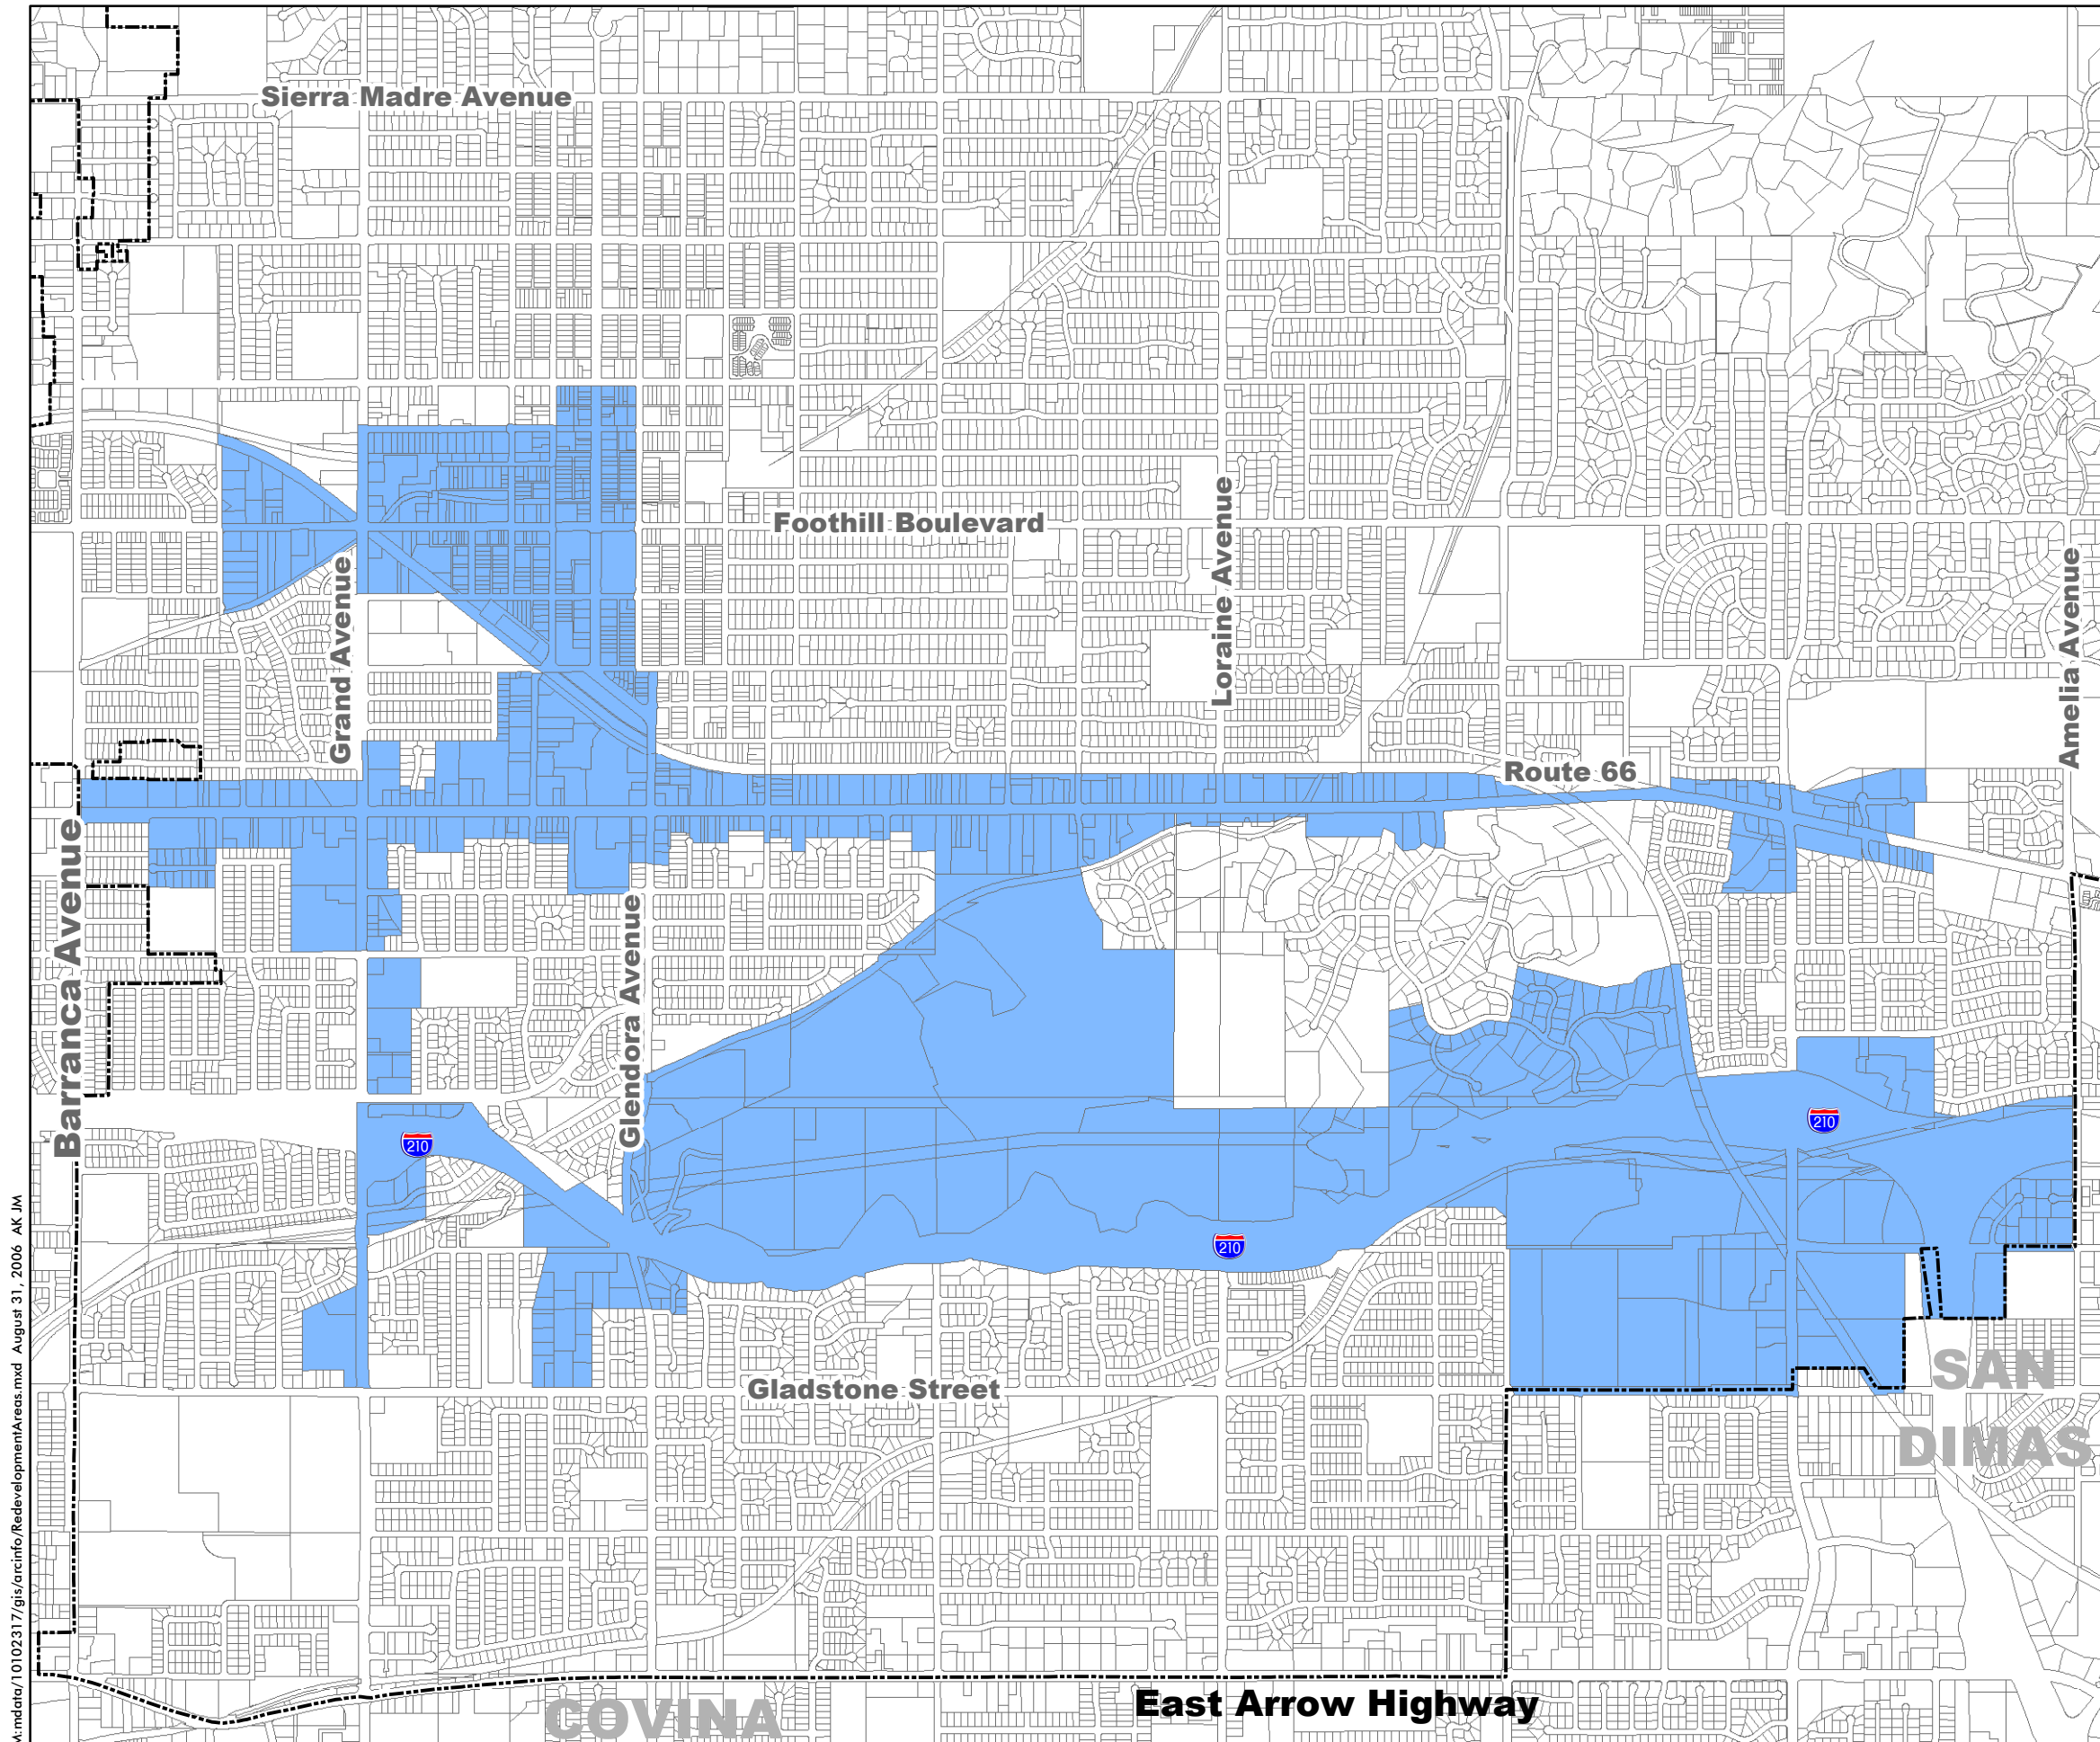 Sierra Madre Avenue
Foothill Boulevard
Grand Avenue
Loraine Avenue
Amelia Avenue
Route 66
Barranca Avenue
Glendora Avenue
210
210
210
Gladstone Street
SAN
DIMAS
East Arrow Highway
COVINA
M:mdata/10102317/gis/arcinfo/RedevelopmentAreas.mxd August 31, 2006 AK JM